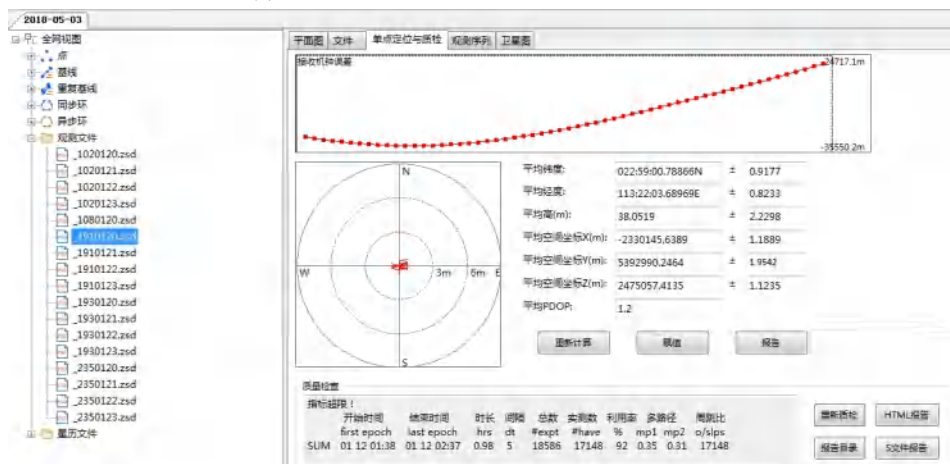 2018-05-03
全网视图
点
基线
重复基线
同步环
异步环
观测文件
_1020120.zsd
_1020121.zsd
_1020122.zsd
_1020123.zsd
_1080120.zsd
_1910120.zsd
_1910121.zsd
_1910122.zsd
_1910123.zsd
_1930120.zsd
_1930121.zsd
_1930122.zsd
_1930123.zsd
_2350120.zsd
_2350121.zsd
_2350122.zsd
_2350123.zsd
星历文件
平面图 文件 单点定位与质检 观测序列 卫星图
接收机钟误差
24717.1m
-35550.2m
N
W 3m 6m E
S
平均纬度: 022:59:00.78866N ± 0.9177
平均经度: 113:22:03.68969E ± 0.8233
平均高(m): 38.0519 ± 2.2298
平均空间坐标X(m): -2330145.6389 ± 1.1889
平均空间坐标Y(m): 5392990.2464 ± 1.9542
平均空间坐标Z(m): 2475057.4135 ± 1.1235
平均PDOP: 1.2
重新计算 赋值 报告
质量检查
指标超限！
开始时间 结束时间 时长 间隔 总数 实测数 利用率 多路径 周跳比
first epoch last epoch hrs dt #expt #have % mp1 mp2 o/slps
SUM 01 12 01:38 01 12 02:37 0.98 5 18586 17148 92 0.35 0.31 17148
重新质检 HTML报告
报告目录 S文件报告